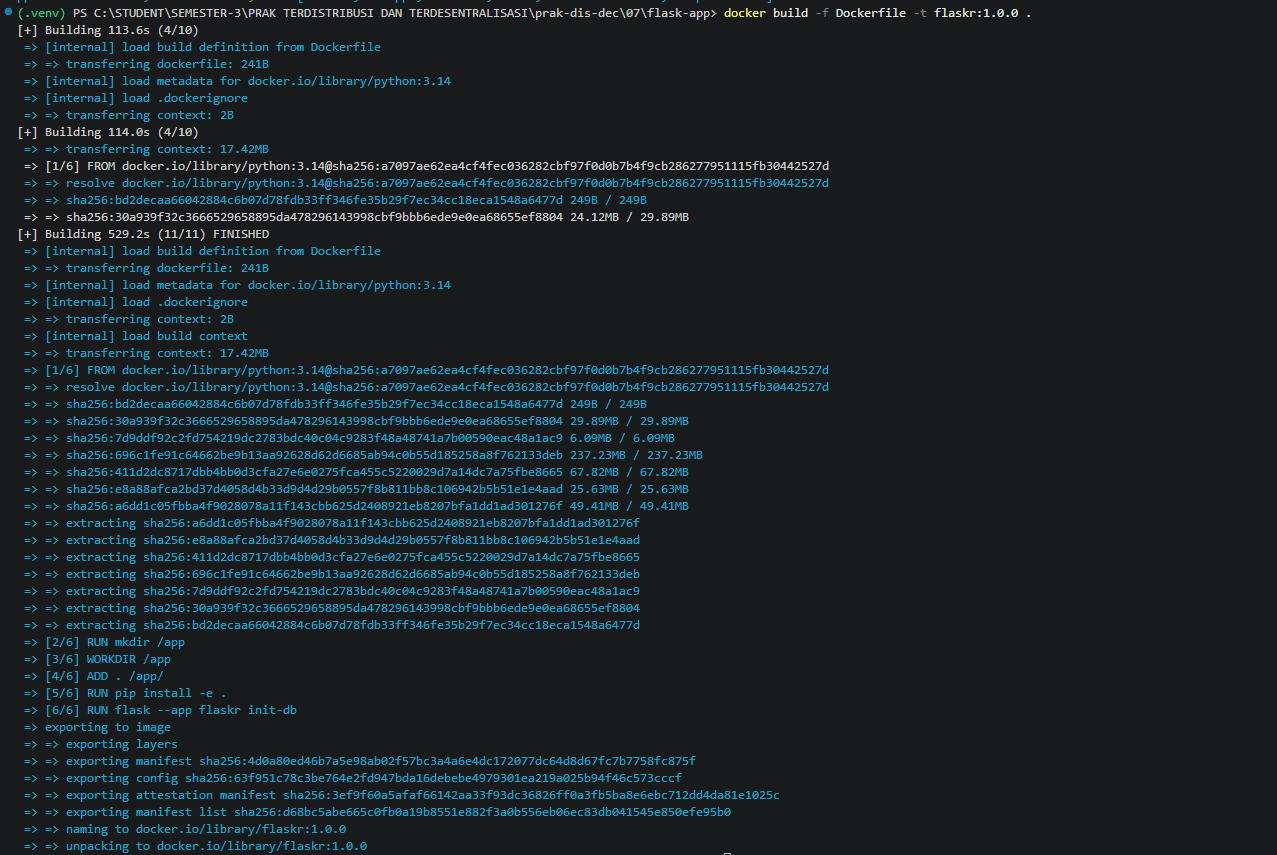 (.venv) PS C:\STUDENT\SEMESTER-3\PRAK TERDISTRIBUSI DAN TERDESENTRALISASI\prak-dis-dec\07\flask-app> docker build -f Dockerfile -t flaskr:1.0.0 .
[+] Building 113.6s (4/10)
=> [internal] load build definition from Dockerfile
=> => transferring dockerfile: 241B
=> [internal] load metadata for docker.io/library/python:3.14
=> [internal] load .dockerignore
=> => transferring context: 2B
[+] Building 114.0s (4/10)
=> => transferring context: 17.42MB
=> [1/6] FROM docker.io/library/python:3.14@sha256:a7097ae62ea4cf4fec036282cbf97f0d0b7b4f9cb286277951115fb30442527d
=> => resolve docker.io/library/python:3.14@sha256:a7097ae62ea4cf4fec036282cbf97f0d0b7b4f9cb286277951115fb30442527d
=> => sha256:bd2decaa66042884c6b07d78fdb33ff346fe35b29f7ec34cc18eca1548a6477d 249B / 249B
=> => sha256:30a939f32c3666529658895da478296143998cbf9bbb6ede9e0ea68655ef8804 24.12MB / 29.89MB
[+] Building 529.2s (11/11) FINISHED
=> [internal] load build definition from Dockerfile
=> => transferring dockerfile: 241B
=> [internal] load metadata for docker.io/library/python:3.14
=> [internal] load .dockerignore
=> => transferring context: 2B
=> [internal] load build context
=> => transferring context: 17.42MB
=> [1/6] FROM docker.io/library/python:3.14@sha256:a7097ae62ea4cf4fec036282cbf97f0d0b7b4f9cb286277951115fb30442527d
=> => resolve docker.io/library/python:3.14@sha256:a7097ae62ea4cf4fec036282cbf97f0d0b7b4f9cb286277951115fb30442527d
=> => sha256:bd2decaa66042884c6b07d78fdb33ff346fe35b29f7ec34cc18eca1548a6477d 249B / 249B
=> => sha256:30a939f32c3666529658895da478296143998cbf9bbb6ede9e0ea68655ef8804 29.89MB / 29.89MB
=> => sha256:7d9ddf92c2fd754219dc2783bdc40c04c9283f48a48741a7b00590eac48a1ac9 6.09MB / 6.09MB
=> => sha256:696c1fe91c64662be9b13aa92628d62d6685ab94c0b55d185258a8f762133deb 237.23MB / 237.23MB
=> => sha256:411d2dc8717dbb4bb0d3cfa27e6e0275fca455c5220029d7a14dc7a75fbe8665 67.82MB / 67.82MB
=> => sha256:e8a88afca2bd37d4058d4b33d9d4d29b0557f8b811bb8c106942b5b51e1e4aad 25.63MB / 25.63MB
=> => sha256:a6dd1c05fbba4f9028078a11f143cbb625d2408921eb8207bfa1dd1ad301276f 49.41MB / 49.41MB
=> => extracting sha256:a6dd1c05fbba4f9028078a11f143cbb625d2408921eb8207bfa1dd1ad301276f
=> => extracting sha256:e8a88afca2bd37d4058d4b33d9d4d29b0557f8b811bb8c106942b5b51e1e4aad
=> => extracting sha256:411d2dc8717dbb4bb0d3cfa27e6e0275fca455c5220029d7a14dc7a75fbe8665
=> => extracting sha256:696c1fe91c64662be9b13aa92628d62d6685ab94c0b55d185258a8f762133deb
=> => extracting sha256:7d9ddf92c2fd754219dc2783bdc40c04c9283f48a48741a7b00590eac48a1ac9
=> => extracting sha256:30a939f32c3666529658895da478296143998cbf9bbb6ede9e0ea68655ef8804
=> => extracting sha256:bd2decaa66042884c6b07d78fdb33ff346fe35b29f7ec34cc18eca1548a6477d
=> [2/6] RUN mkdir /app
=> [3/6] WORKDIR /app
=> [4/6] ADD . /app/
=> [5/6] RUN pip install -e .
=> [6/6] RUN flask --app flaskr init-db
=> exporting to image
=> => exporting layers
=> => exporting manifest sha256:4d0a80ed46b7a5e98ab02f57bc3a4a6e4dc172077dc64d8d67fc7b7758fc875f
=> => exporting config sha256:63f951c78c3be764e2fd947bda16debebe4979301ea219a025b94f46c573cccf
=> => exporting attestation manifest sha256:3ef9f60a5afaf66142aa33f93dc36826ff0a3fb5ba8e6ebc712dd4da81e1025c
=> => exporting manifest list sha256:d68bc5abe665c0fb0a19b8551e882f3a0b556eb06ec83db041545e850efe95b0
=> => naming to docker.io/library/flaskr:1.0.0
=> => unpacking to docker.io/library/flaskr:1.0.0